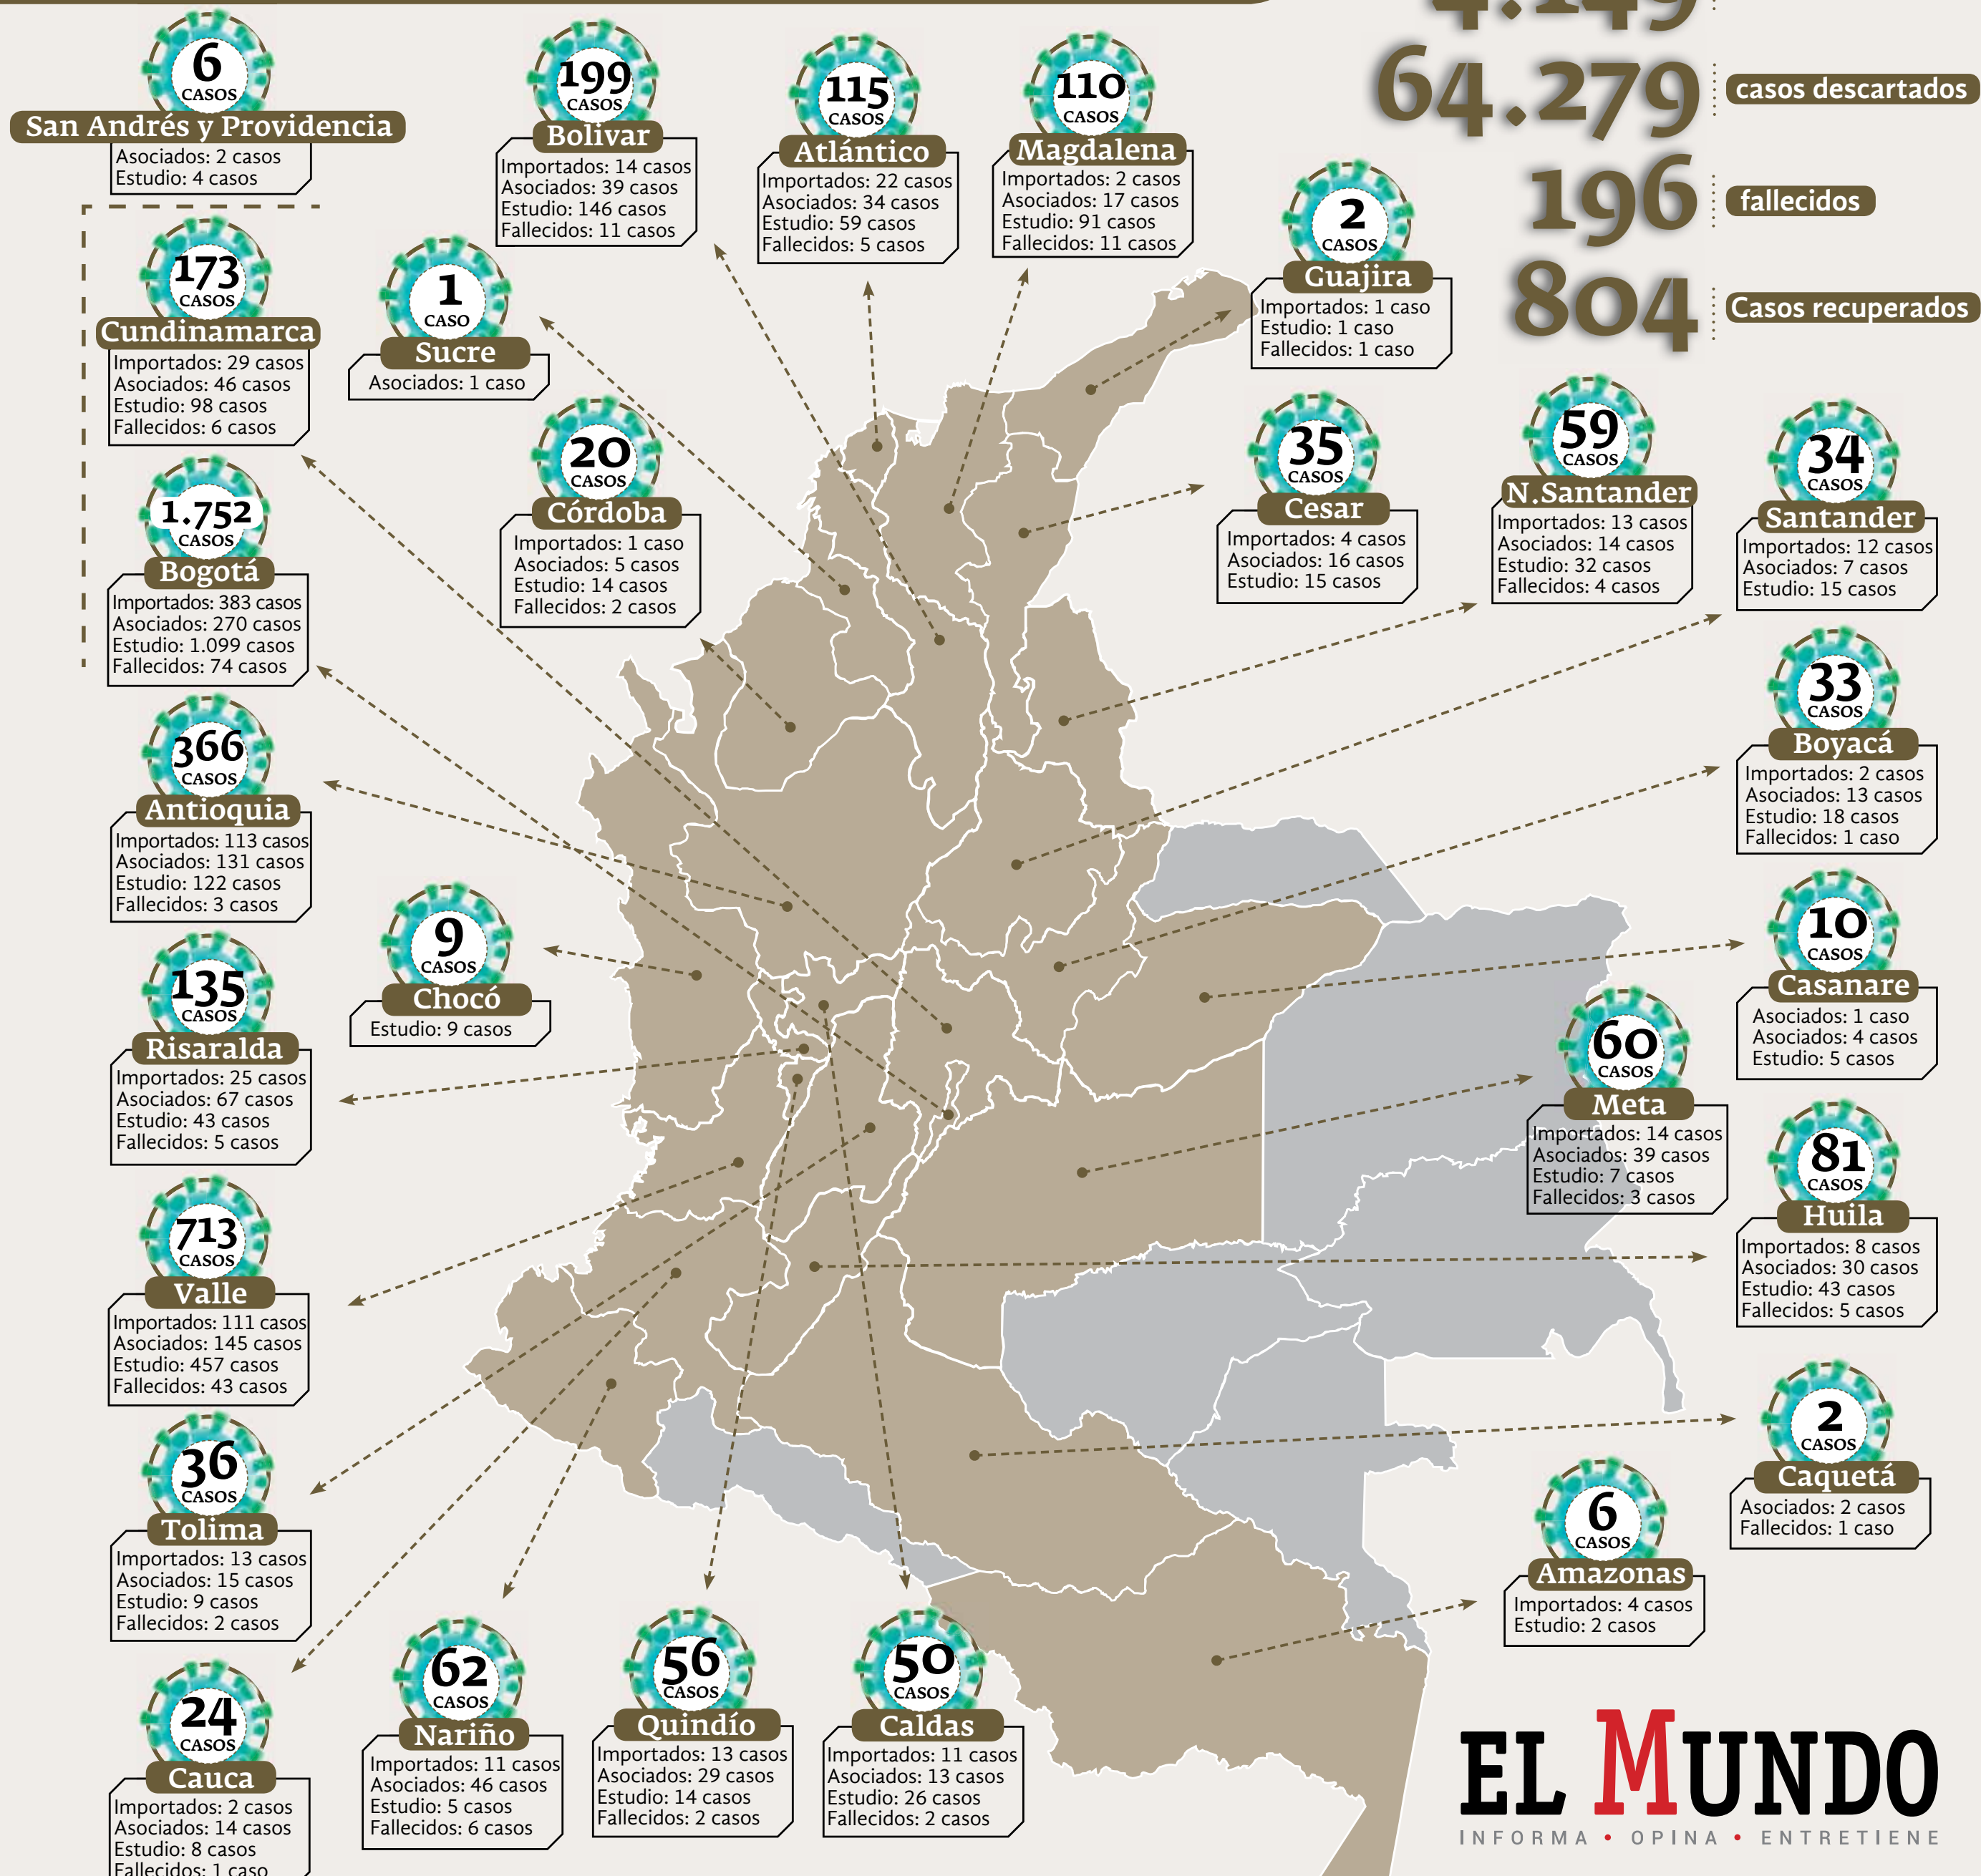 4.149
64.279
casos descartados
196
fallecidos
804
Casos recuperados
6
CASOS
San Andrés y Providencia
Asociados: 2 casos
Estudio: 4 casos
199
CASOS
Bolivar
Importados: 14 casos
Asociados: 39 casos
Estudio: 146 casos
Fallecidos: 11 casos
115
CASOS
Atlántico
Importados: 22 casos
Asociados: 34 casos
Estudio: 59 casos
Fallecidos: 5 casos
110
CASOS
Magdalena
Importados: 2 casos
Asociados: 17 casos
Estudio: 91 casos
Fallecidos: 11 casos
2
CASOS
Guajira
Importados: 1 caso
Estudio: 1 caso
Fallecidos: 1 caso
173
CASOS
Cundinamarca
Importados: 29 casos
Asociados: 46 casos
Estudio: 98 casos
Fallecidos: 6 casos
1
CASO
Sucre
Asociados: 1 caso
20
CASOS
Córdoba
Importados: 1 caso
Asociados: 5 casos
Estudio: 14 casos
Fallecidos: 2 casos
35
CASOS
Cesar
Importados: 4 casos
Asociados: 16 casos
Estudio: 15 casos
59
CASOS
N.Santander
Importados: 13 casos
Asociados: 14 casos
Estudio: 32 casos
Fallecidos: 4 casos
34
CASOS
Santander
Importados: 12 casos
Asociados: 7 casos
Estudio: 15 casos
1.752
CASOS
Bogotá
Importados: 383 casos
Asociados: 270 casos
Estudio: 1.099 casos
Fallecidos: 74 casos
33
CASOS
Boyacá
Importados: 2 casos
Asociados: 13 casos
Estudio: 18 casos
Fallecidos: 1 caso
366
CASOS
Antioquia
Importados: 113 casos
Asociados: 131 casos
Estudio: 122 casos
Fallecidos: 3 casos
9
CASOS
Chocó
Estudio: 9 casos
10
CASOS
Casanare
Asociados: 1 caso
Asociados: 4 casos
Estudio: 5 casos
135
CASOS
Risaralda
Importados: 25 casos
Asociados: 67 casos
Estudio: 43 casos
Fallecidos: 5 casos
60
CASOS
Meta
Importados: 14 casos
Asociados: 39 casos
Estudio: 7 casos
Fallecidos: 3 casos
81
CASOS
Huila
Importados: 8 casos
Asociados: 30 casos
Estudio: 43 casos
Fallecidos: 5 casos
713
CASOS
Valle
Importados: 111 casos
Asociados: 145 casos
Estudio: 457 casos
Fallecidos: 43 casos
2
CASOS
Caquetá
Asociados: 2 casos
Fallecidos: 1 caso
36
CASOS
Tolima
Importados: 13 casos
Asociados: 15 casos
Estudio: 9 casos
Fallecidos: 2 casos
6
CASOS
Amazonas
Importados: 4 casos
Estudio: 2 casos
24
CASOS
Cauca
Importados: 2 casos
Asociados: 14 casos
Estudio: 8 casos
Fallecidos: 1 caso
62
CASOS
Nariño
Importados: 11 casos
Asociados: 46 casos
Estudio: 5 casos
Fallecidos: 6 casos
56
CASOS
Quindío
Importados: 13 casos
Asociados: 29 casos
Estudio: 14 casos
Fallecidos: 2 casos
50
CASOS
Caldas
Importados: 11 casos
Asociados: 13 casos
Estudio: 26 casos
Fallecidos: 2 casos
EL MUNDO
INFORMA • OPINA • ENTRETIENE